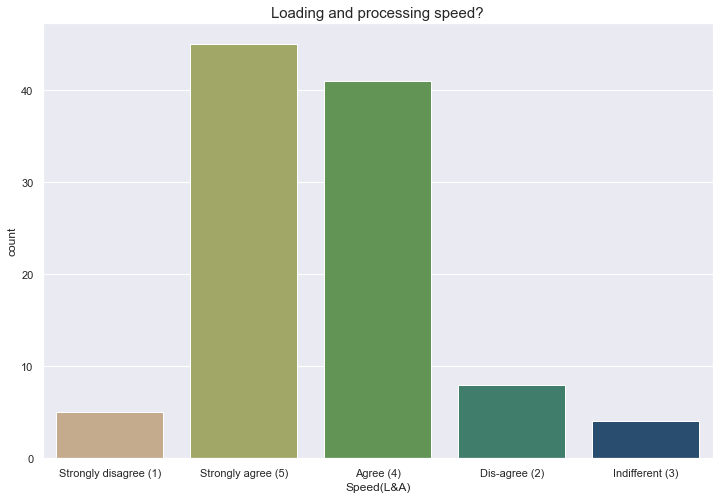 Loading and processing speed?
count
40
30
20
10
0
Strongly disagree (1)
Strongly agree (5)
Agree (4)
Dis-agree (2)
Indifferent (3)
Speed(L&A)